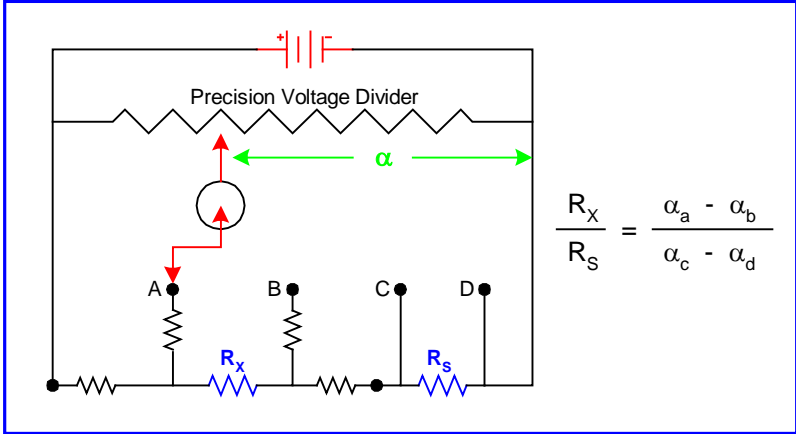 + −
Precision Voltage Divider
α
A B C D
R_X R_S
R_X / R_S = α_a - α_b / α_c - α_d